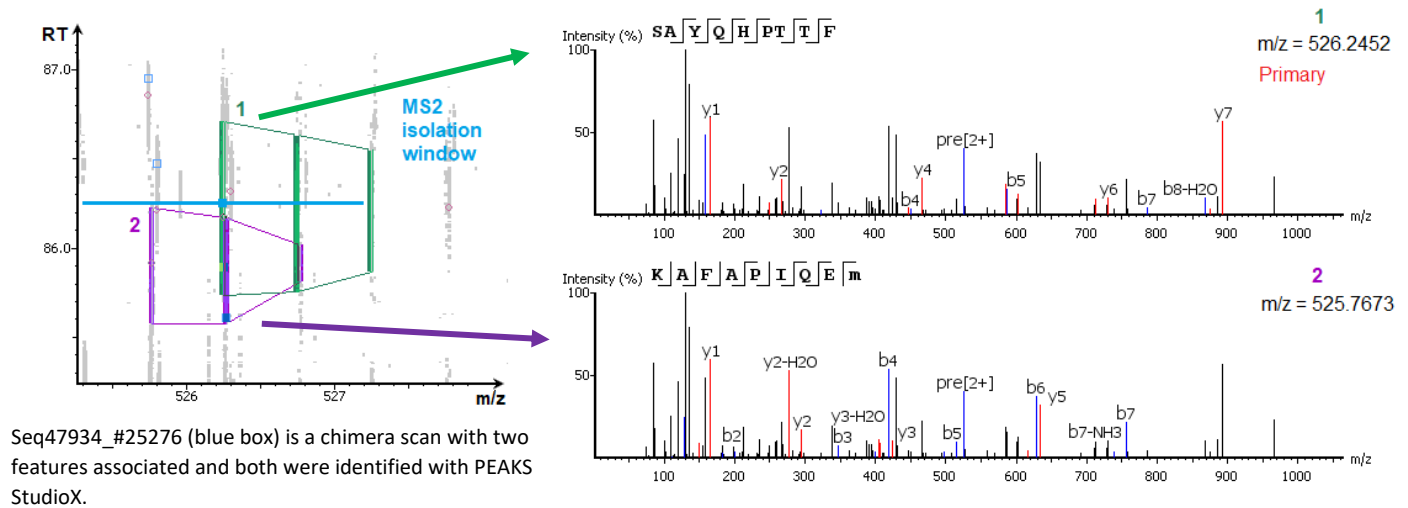 RT
87.0
86.0
1
2
MS2
isolation
window
526
527
m/z
Seq47934_#25276 (blue box) is a chimera scan with two
features associated and both were identified with PEAKS
StudioX.
Intensity (%)
S A Y Q H P T T F
100
50
y1
y2
b4
y4
pre[2+]
b5
y6
b7
b8-H2O
y7
100 200 300 400 500 600 700 800 900 1000
m/z
1
m/z = 526.2452
Primary
Intensity (%)
K A F A P I Q E m
100
50
b2
y1
y2-H2O
y2
y3-H2O
b3
b4
y3
pre[2+]
b5
b6
y5
b7-NH3
b7
100 200 300 400 500 600 700 800 900 1000
m/z
2
m/z = 525.7673